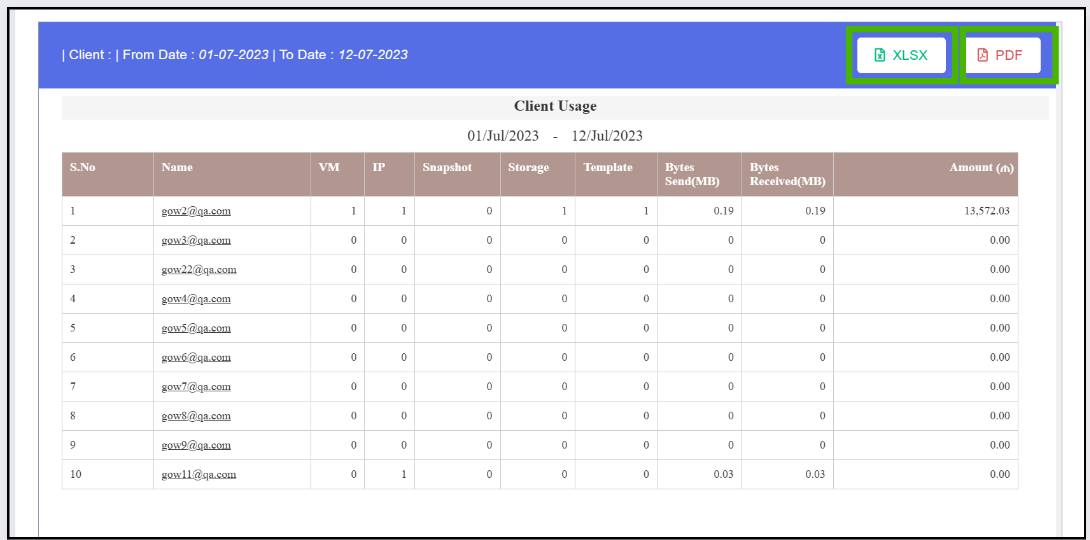 | Client : | From Date : 01-07-2023 | To Date : 12-07-2023
XLSX
PDF
Client Usage
01/Jul/2023 - 12/Jul/2023
S.No Name VM IP Snapshot Storage Template Bytes Send(MB) Bytes Received(MB) Amount (₼)
1 gow2@qa.com 1 1 0 1 1 0.19 0.19 13,572.03
2 gow3@qa.com 0 0 0 0 0 0 0 0.00
3 gow22@qa.com 0 0 0 0 0 0 0 0.00
4 gow4@qa.com 0 0 0 0 0 0 0 0.00
5 gow5@qa.com 0 0 0 0 0 0 0 0.00
6 gow6@qa.com 0 0 0 0 0 0 0 0.00
7 gow7@qa.com 0 0 0 0 0 0 0 0.00
8 gow8@qa.com 0 0 0 0 0 0 0 0.00
9 gow9@qa.com 0 0 0 0 0 0 0 0.00
10 gow11@qa.com 0 1 0 0 0 0.03 0.03 0.00